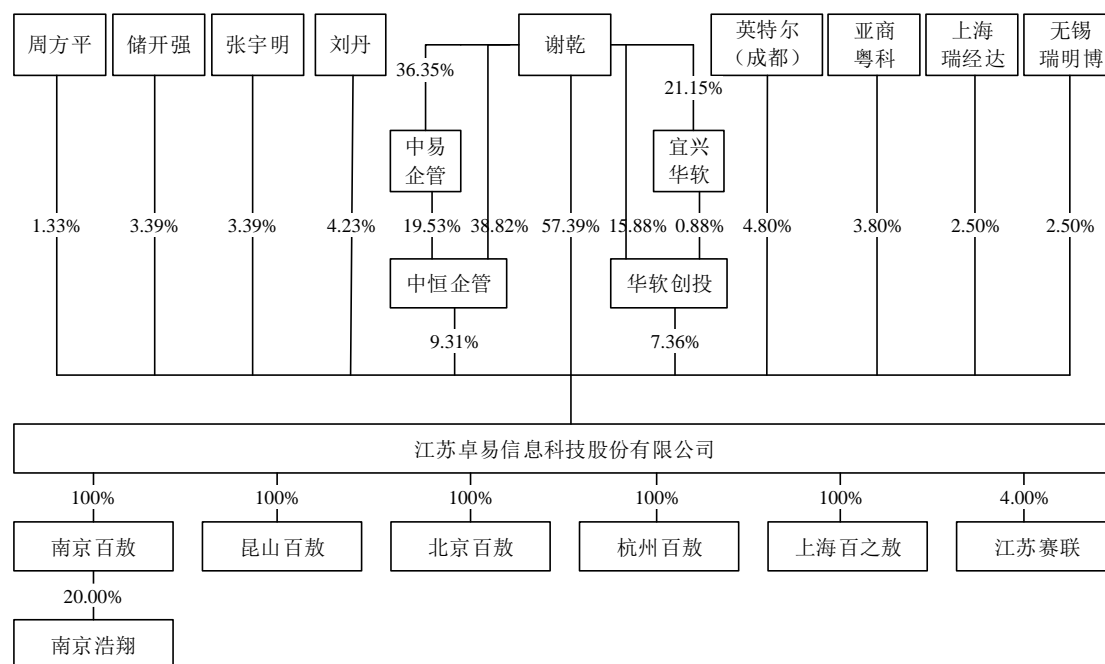 周方平
储开强
张宇明
刘丹
谢乾
英特尔
（成都）
亚商
粤科
上海
瑞经达
无锡
瑞明博
36.35%
21.15%
中易
企管
宜兴
华软
1.33%
3.39%
3.39%
4.23%
19.53%
38.82%
57.39%
15.88%
0.88%
4.80%
3.80%
2.50%
2.50%
中恒企管
华软创投
9.31%
7.36%
江苏卓易信息科技股份有限公司
100%
100%
100%
100%
100%
4.00%
南京百敖
昆山百敖
北京百敖
杭州百敖
上海百之敖
江苏赛联
20.00%
南京浩翔